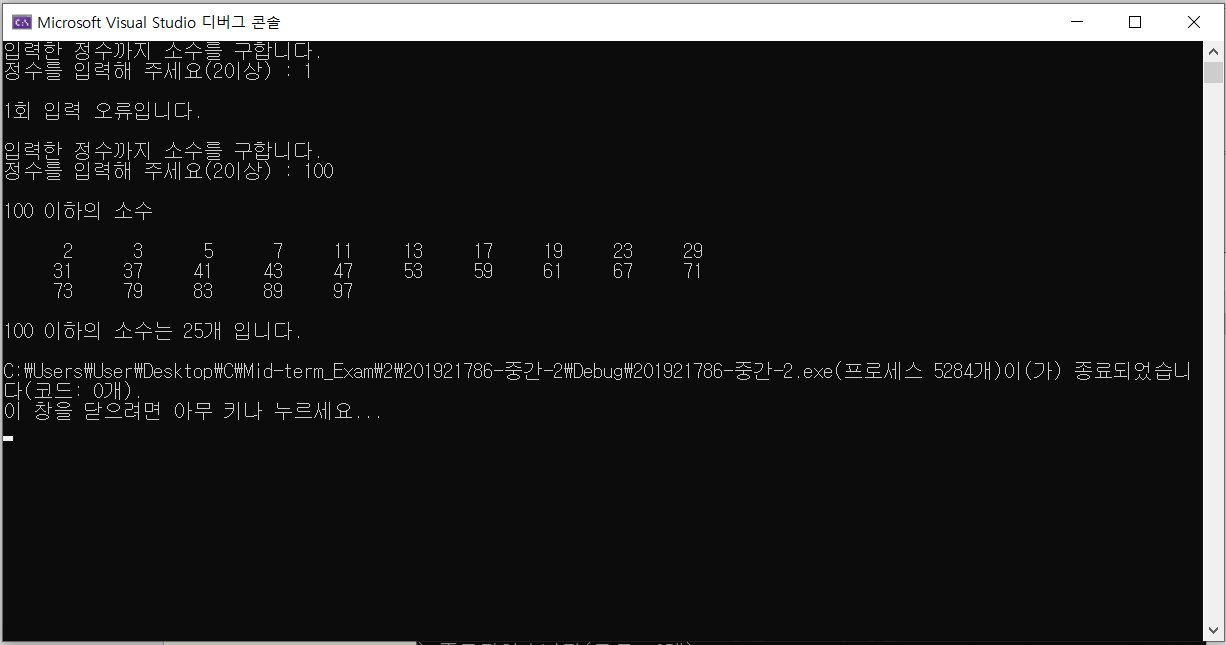 Microsoft Visual Studio 디버그 콘솔
입력한 정수까지 소수를 구합니다.
정수를 입력해 주세요(2이상) : 1
1회 입력 오류입니다.
입력한 정수까지 소수를 구합니다.
정수를 입력해 주세요(2이상) : 100
100 이하의 소수
2 3 5 7 11 13 17 19 23 29
31 37 41 43 47 53 59 61 67 71
73 79 83 89 97
100 이하의 소수는 25개 입니다.
C:₩Users₩User₩Desktop₩C₩Mid-term_Exam₩2₩201921786-중간-2₩Debug₩201921786-중간-2.exe(프로세스 5284개)이(가) 종료되었습니
다(코드: 0개).
이 창을 닫으려면 아무 키나 누르세요...